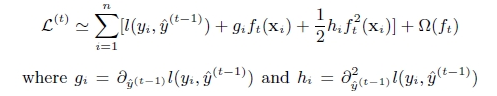 $\mathcal{L}^{(t)} \simeq \sum_{i=1}^{n} [l(y_i, \hat{y}^{(t-1)}) + g_i f_t(\mathbf{x}_i) + \frac{1}{2} h_i f_t^2(\mathbf{x}_i)] + \Omega(f_t)$
where $g_i = \partial_{\hat{y}^{(t-1)}} l(y_i, \hat{y}^{(t-1)})$ and $h_i = \partial^2_{\hat{y}^{(t-1)}} l(y_i, \hat{y}^{(t-1)})$